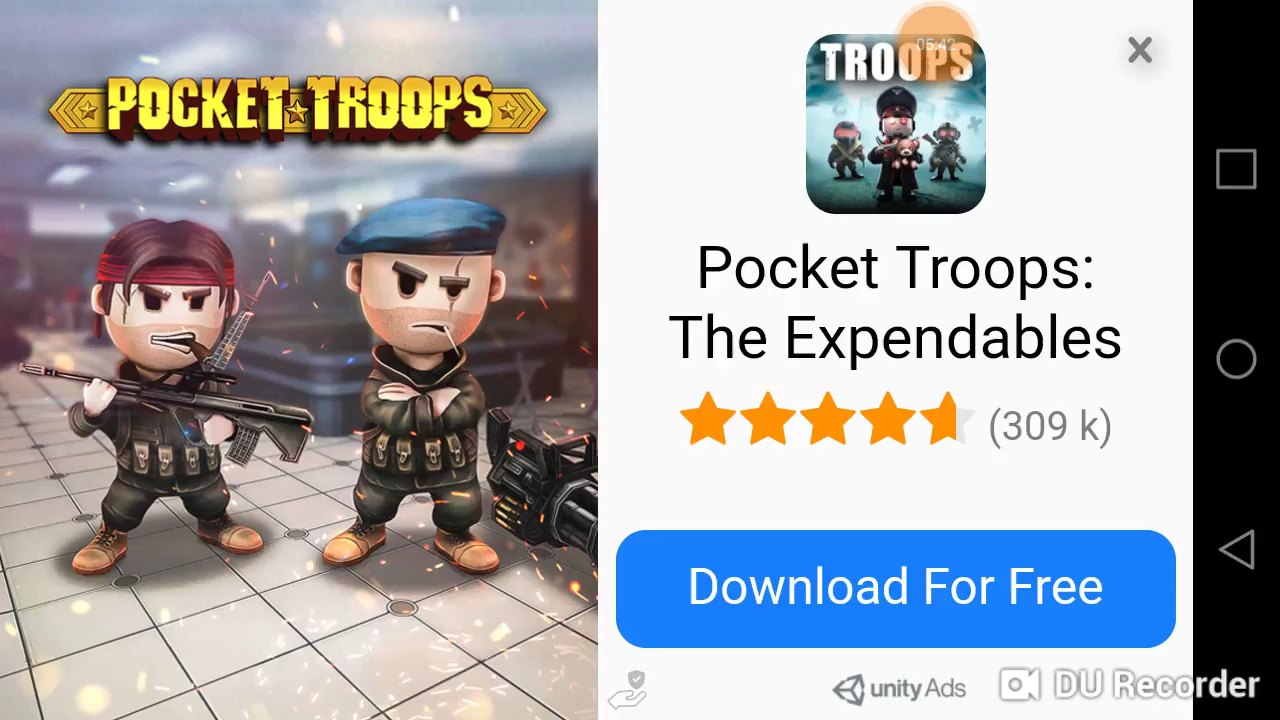 POCKET TROOPS
05:42
TROOPS
Pocket Troops:
The Expendables
(309 k)
Download For Free
unity Ads
DU Recorder